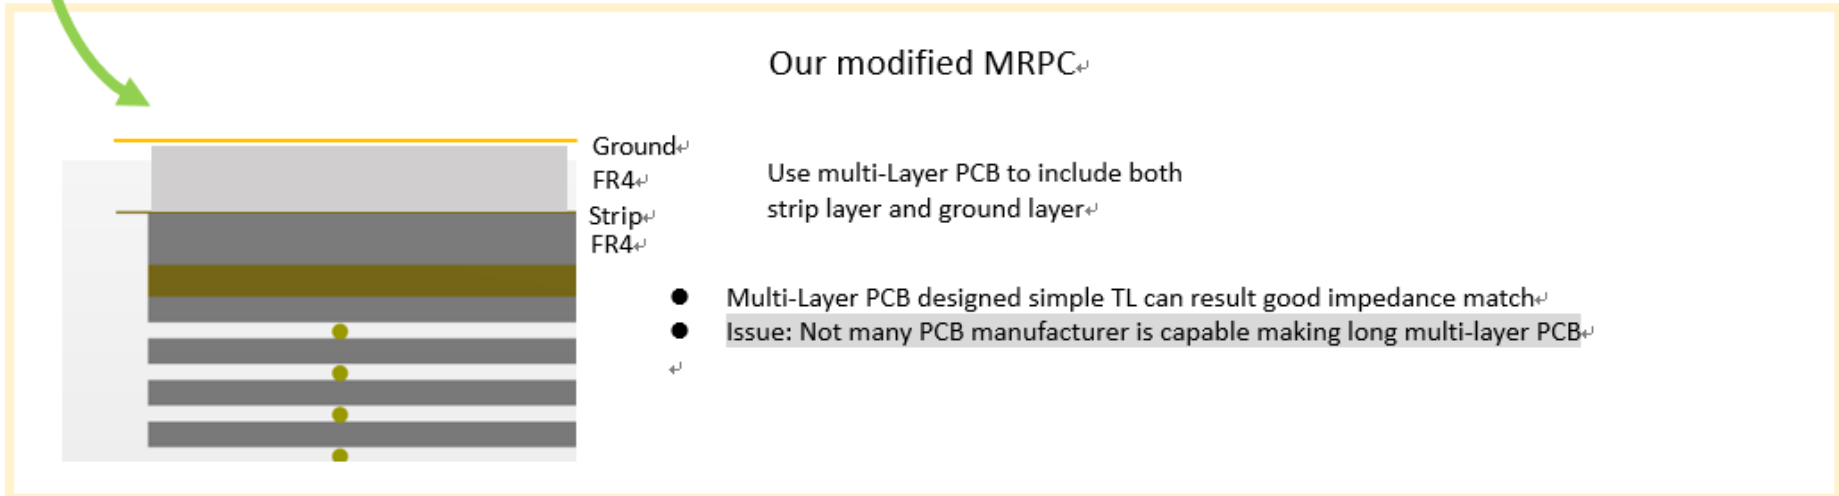 Our modified MRPC
Ground
FR4
Strip
FR4
Use multi-Layer PCB to include both
strip layer and ground layer
● Multi-Layer PCB designed simple TL can result good impedance match
● Issue: Not many PCB manufacturer is capable making long multi-layer PCB